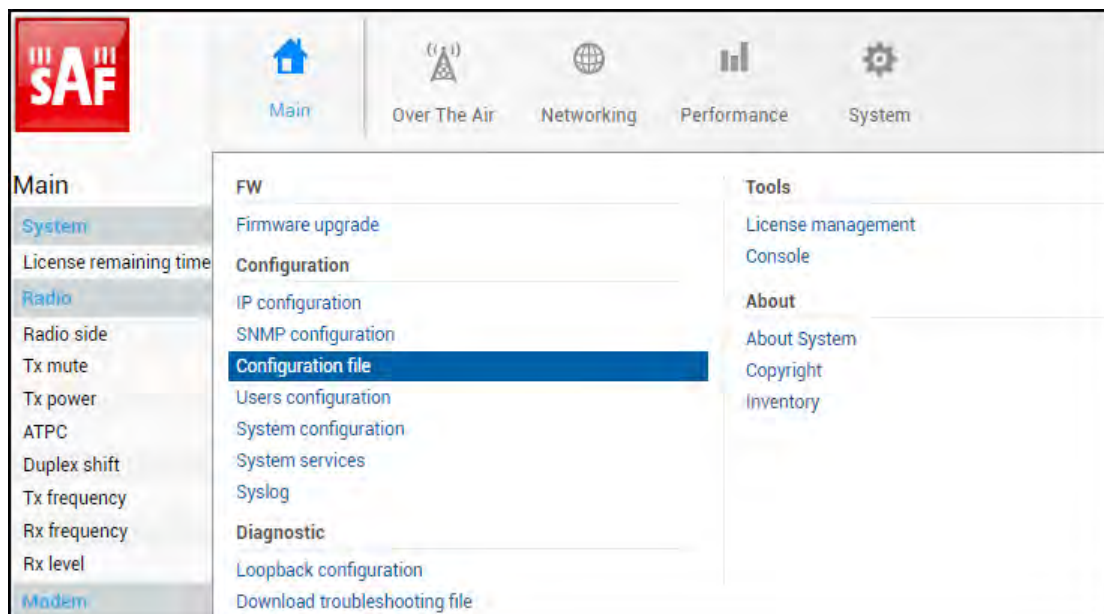 SAF
Main
Over The Air
Networking
Performance
System
Main
System
License remaining time
Radio
Radio side
Tx mute
Tx power
ATPC
Duplex shift
Tx frequency
Rx frequency
Rx level
Modem
FW
Firmware upgrade
Configuration
IP configuration
SNMP configuration
Configuration file
Users configuration
System configuration
System services
Syslog
Diagnostic
Loopback configuration
Download troubleshooting file
Tools
License management
Console
About
About System
Copyright
Inventory